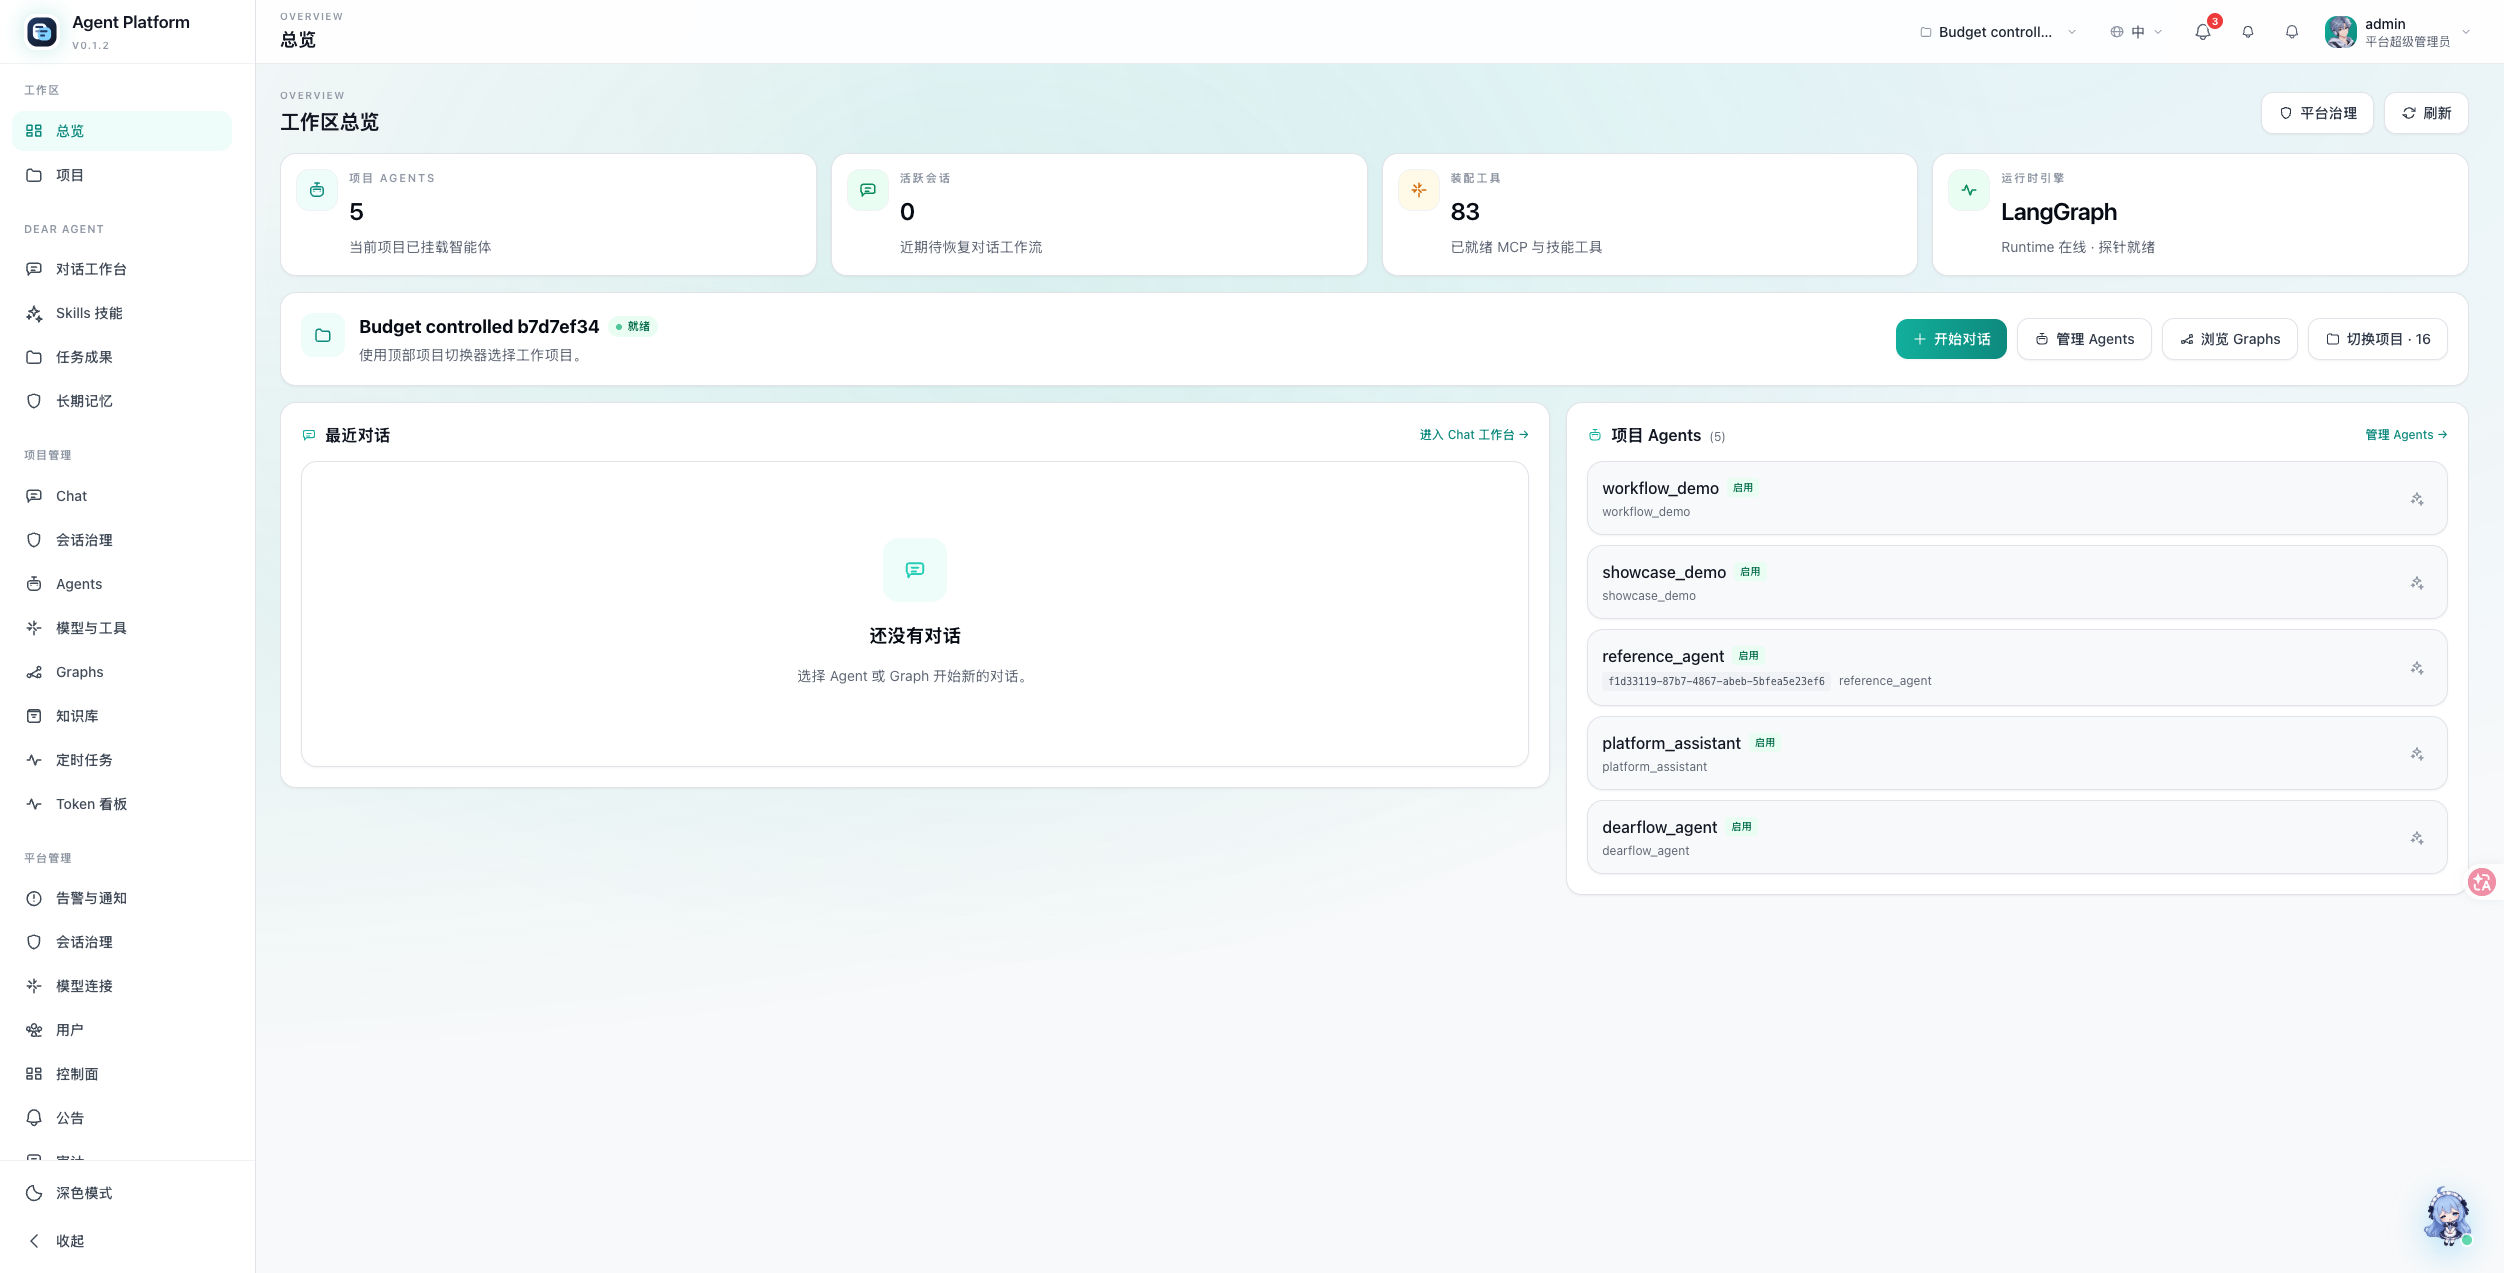 Agent Platform
V0.1.2
工作区
总览
项目
DEAR AGENT
对话工作台
Skills 技能
任务成果
长期记忆
项目管理
Chat
会话治理
Agents
模型与工具
Graphs
知识库
定时任务
Token 看板
平台管理
告警与通知
会话治理
模型连接
用户
控制面
公告
审计
深色模式
收起
OVERVIEW
总览
Budget controll...
中
3
admin
平台超级管理员
OVERVIEW
工作区总览
平台治理
刷新
项目 AGENTS
5
当前项目已挂载智能体
活跃会话
0
近期待恢复对话工作流
装配工具
83
已就绪 MCP 与技能工具
运行时引擎
LangGraph
Runtime 在线 · 探针就绪
Budget controlled b7d7ef34 就绪
使用顶部项目切换器选择工作项目。
开始对话
管理 Agents
浏览 Graphs
切换项目 · 16
最近对话
进入 Chat 工作台 →
还没有对话
选择 Agent 或 Graph 开始新的对话。
项目 Agents (5)
管理 Agents →
workflow_demo 启用
workflow_demo
showcase_demo 启用
showcase_demo
reference_agent 启用
f1d33119-87b7-4867-abeb-5bfea5e23ef6 reference_agent
platform_assistant 启用
platform_assistant
dearflow_agent 启用
dearflow_agent